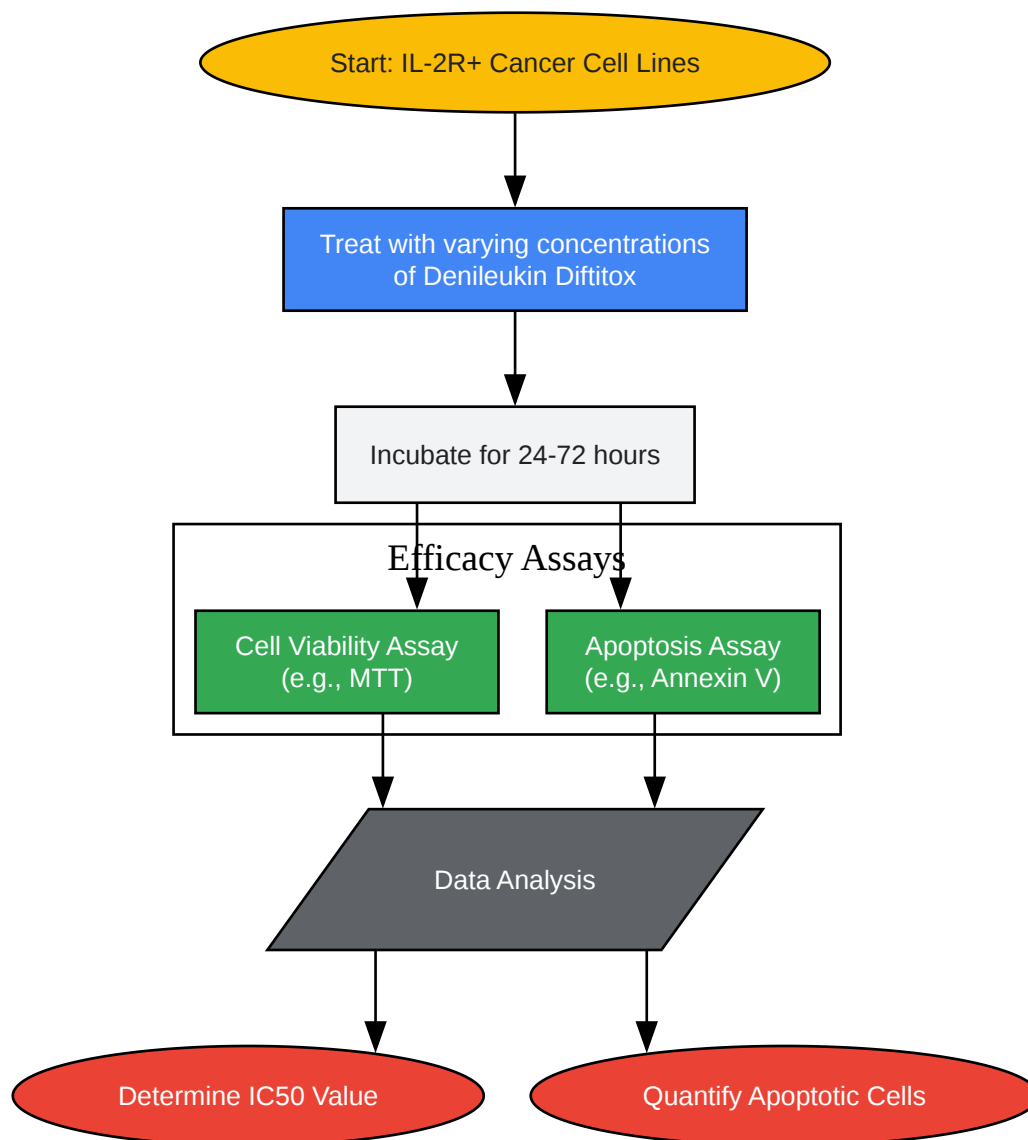 Start: IL-2R+ Cancer Cell Lines
Treat with varying concentrations
of Denileukin Diftitox
Incubate for 24-72 hours
Efficacy Assays
Cell Viability Assay
(e.g., MTT)
Apoptosis Assay
(e.g., Annexin V)
Data Analysis
Determine IC50 Value
Quantify Apoptotic Cells